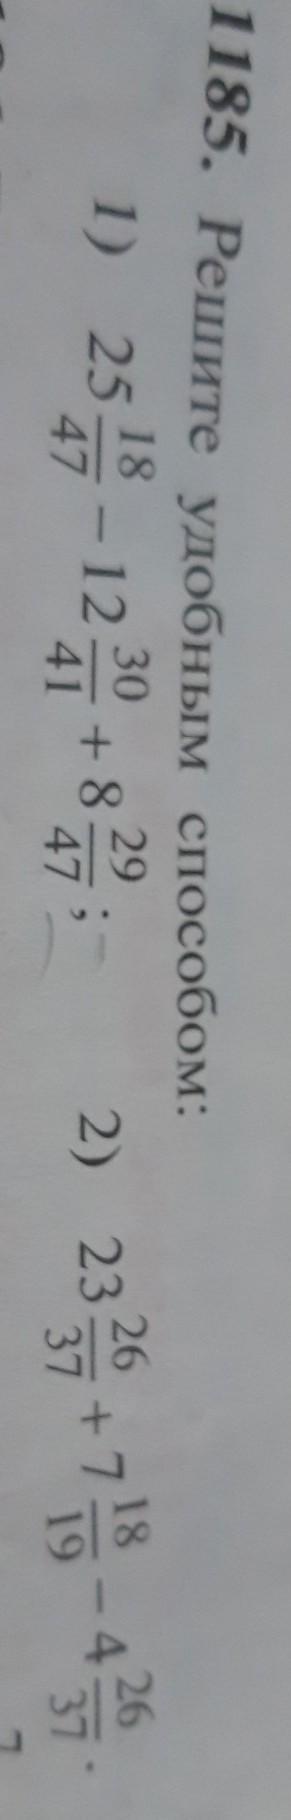 1185. Решите удобным способом:
1) 25 18/47 − 12 30/41 + 8 29/47; 2) 23 26/37 + 7 18/19 − 4 26/37.